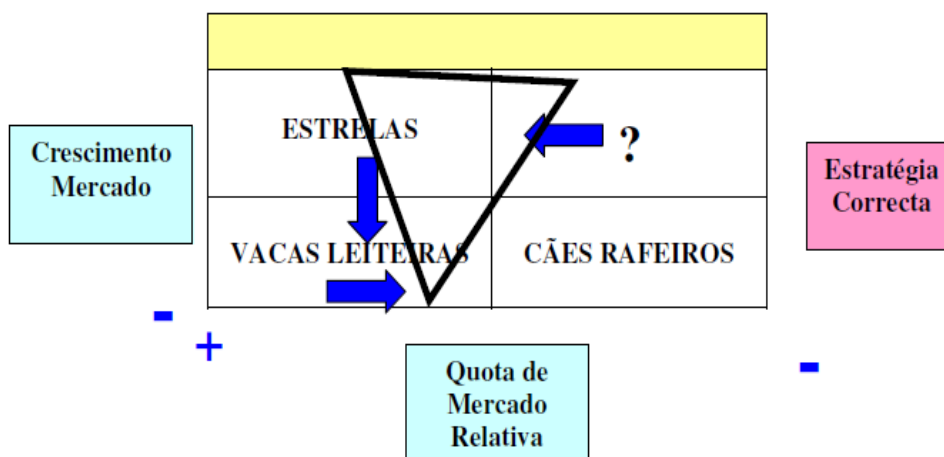 ESTRELAS
?
Crescimento
Mercado
Estratégia
Correcta
VACAS LEITEIRAS
CÃES RAFEIROS
-
+
-
Quota de
Mercado
Relativa